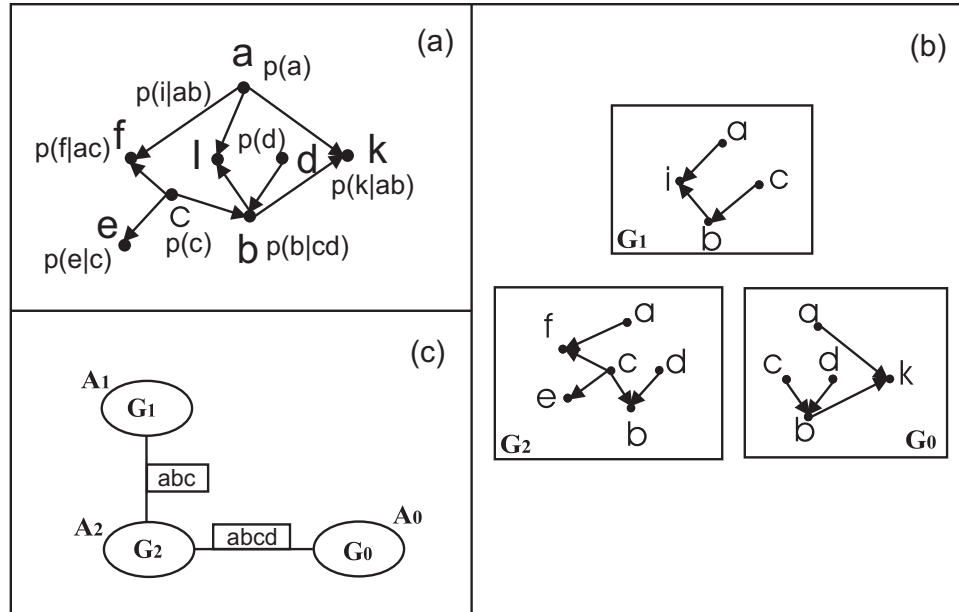 (a)
a
p(a)
p(i|ab)
f
p(f|ac)
l
p(d)
d
k
p(k|ab)
e
p(e|c)
c
p(c)
b
p(b|cd)
(b)
a
i
c
b
G1
f
a
c
d
e
b
G2
a
c
d
k
b
G0
(c)
A1
G1
abc
A2
G2
abcd
A0
G0